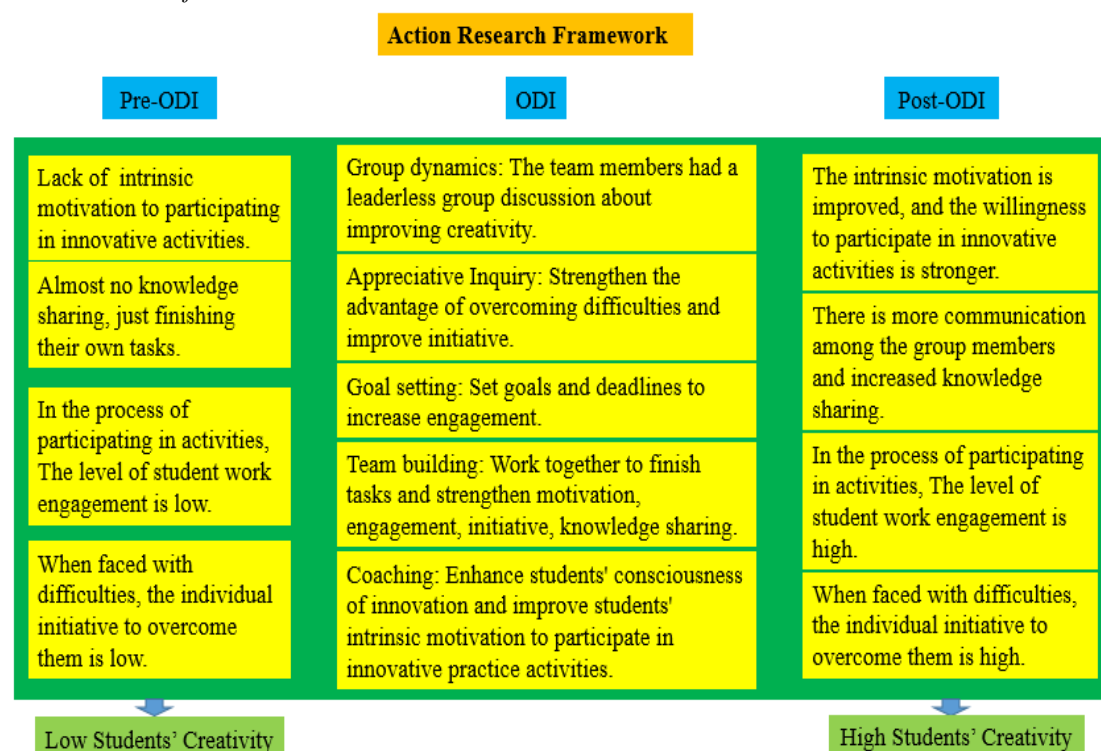 Action Research Framework
Pre-ODI
ODI
Post-ODI
Lack of intrinsic
motivation to participating
in innovative activities.
Almost no knowledge
sharing, just finishing
their own tasks.
In the process of
participating in activities,
The level of student work
engagement is low.
When faced with
difficulties, the individual
initiative to overcome
them is low.
Group dynamics: The team members had a
leaderless group discussion about
improving creativity.
Appreciative Inquiry: Strengthen the
advantage of overcoming difficulties and
improve initiative.
Goal setting: Set goals and deadlines to
increase engagement.
Team building: Work together to finish
tasks and strengthen motivation,
engagement, initiative, knowledge sharing.
Coaching: Enhance students' consciousness
of innovation and improve students'
intrinsic motivation to participate in
innovative practice activities.
The intrinsic motivation is
improved, and the willingness
to participate in innovative
activities is stronger.
There is more communication
among the group members
and increased knowledge
sharing.
In the process of participating
in activities, The level of
student work engagement is
high.
When faced with difficulties,
the individual initiative to
overcome them is high.
Low Students’ Creativity
High Students’ Creativity